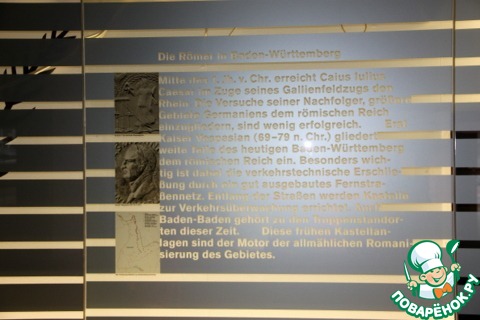 Die Römer in Baden-Württemberg
Mitte des 1. Jh. v. Chr. erreicht Caius Iulius
Caesar im Zuge seines Gallienfeldzugs den
Rhein. Die Versuche seiner Nachfolger, größere
Gebiete Germaniens dem römischen Reich
einzugliedern, sind wenig erfolgreich. Erst
Kaiser Vespasian (69–79 n. Chr.) gliedert
weite Teile des heutigen Baden-Württemberg
dem römischen Reich ein. Besonders wich-
tig ist dabei die verkehrstechnische Erschlie-
ßung durch ein gut ausgebautes Fernstra-
ßennetz. Entlang der Straßen werden Kastelle
zur Verkehrsüberwachung errichtet.
Baden-Baden gehört zu den Truppenstandor-
ten dieser Zeit. Diese frühen Kastellan-
lagen sind der Motor der allmählichen Romani-
sierung des Gebietes.
ПОВАРЁНОК.РУ